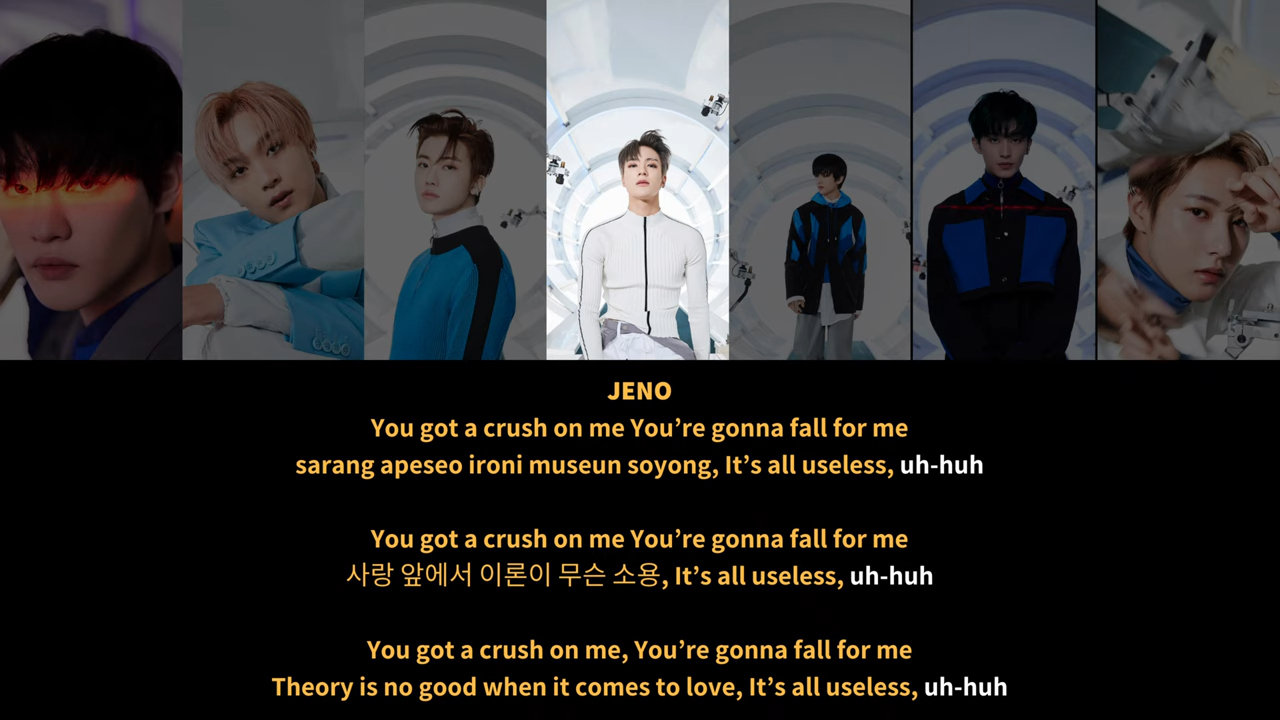 JENO
You got a crush on me You’re gonna fall for me
sarang apeseo ironi museun soyong, It’s all useless, uh-huh
You got a crush on me You’re gonna fall for me
사랑 앞에서 이론이 무슨 소용, It’s all useless, uh-huh
You got a crush on me, You’re gonna fall for me
Theory is no good when it comes to love, It’s all useless, uh-huh